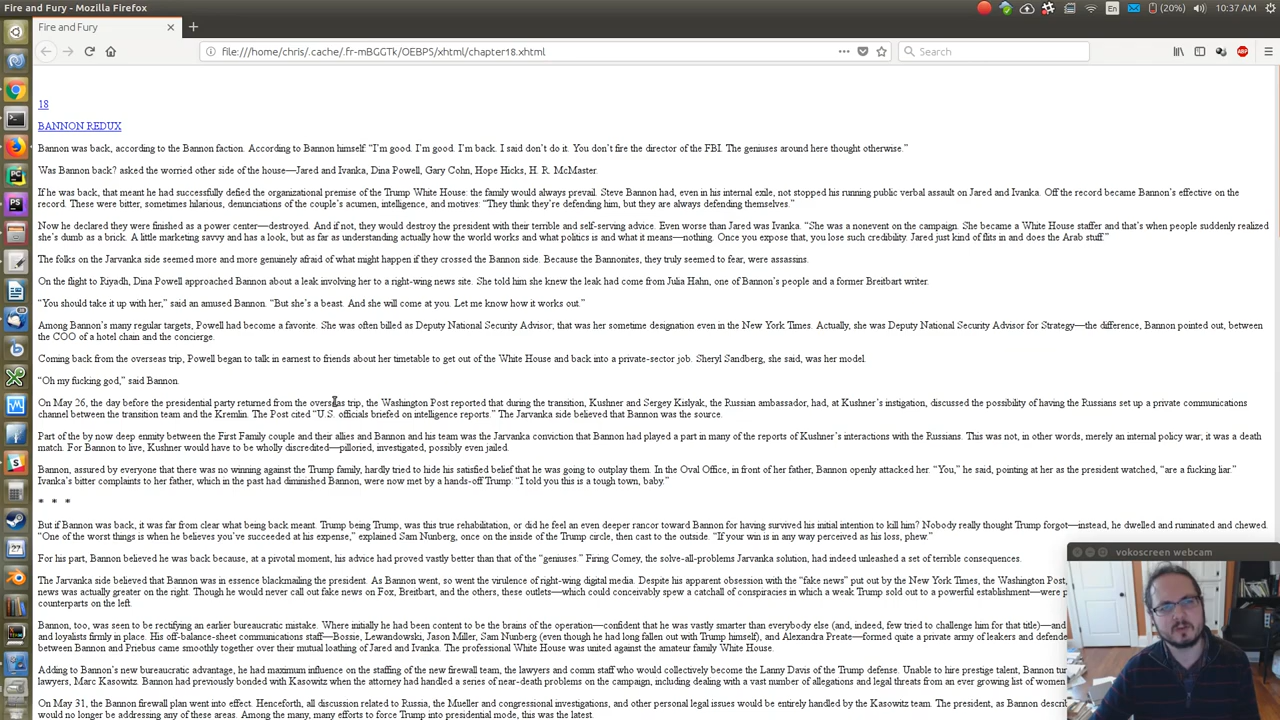 Fire and Fury - Mozilla Firefox
En
(20%)
10:37 AM
Fire and Fury
file:///home/chris/.cache/.fr-mBGGTk/OEBPS/xhtml/chapter18.xhtml
Search
18
BANNON REDUX
Bannon was back, according to the Bannon faction. According to Bannon himself: “I'm good. I'm good. I'm back. I said don't do it. You don't fire the director of the FBI. The geniuses around here thought otherwise.”
Was Bannon back? asked the worried other side of the house—Jared and Ivanka, Dina Powell, Gary Cohn, Hope Hicks, H. R. McMaster.
If he was back, that meant he had successfully defied the organizational premise of the Trump White House: the family would always prevail. Steve Bannon had, even in his internal exile, not stopped his running public verbal assault on Jared and Ivanka. Off the record became Bannon's effective on the
record. These were bitter, sometimes hilarious, denunciations of the couple's acumen, intelligence, and motives: “They think they're defending him, but they are always defending themselves.”
Now he declared they were finished as a power center—destroyed. And if not, they would destroy the president with their terrible and self-serving advice. Even worse than Jared was Ivanka. “She was a nonevent on the campaign. She became a White House staffer and that's when people suddenly realized
she's dumb as a brick. A little marketing savvy and has a look, but as far as understanding actually how the world works and what politics is and what it means—nothing. Once you expose that, you lose such credibility. Jared just kind of flits in and does the Arab stuff.”
The folks on the Jarvanka side seemed more and more genuinely afraid of what might happen if they crossed the Bannon side. Because the Bannonites, they truly seemed to fear, were assassins.
On the flight to Riyadh, Dina Powell approached Bannon about a leak involving her to a right-wing news site. She told him she knew the leak had come from Julia Hahn, one of Bannon's people and a former Breitbart writer.
“You should take it up with her,” said an amused Bannon. “But she's a beast. And she will come at you. Let me know how it works out.”
Among Bannon's many regular targets, Powell had become a favorite. She was often billed as Deputy National Security Advisor, that was her sometime designation even in the New York Times. Actually, she was Deputy National Security Advisor for Strategy—the difference, Bannon pointed out, between
the COO of a hotel chain and the concierge.
Coming back from the overseas trip, Powell began to talk in earnest to friends about her timetable to get out of the White House and back into a private-sector job. Sheryl Sandberg, she said, was her model.
“Oh my fucking god,” said Bannon.
On May 26, the day before the presidential party returned from the overseas trip, the Washington Post reported that during the transition, Kushner and Sergey Kislyak, the Russian ambassador, had, at Kushner's instigation, discussed the possibility of having the Russians set up a private communications
channel between the transition team and the Kremlin. The Post cited “U.S. officials briefed on intelligence reports.” The Jarvanka side believed that Bannon was the source.
Part of the by now deep enmity between the First Family couple and their allies and Bannon and his team was the Jarvanka conviction that Bannon had played a part in many of the reports of Kushner's interactions with the Russians. This was not, in other words, merely an internal policy war; it was a death
match. For Bannon to live, Kushner would have to be wholly discredited—pilloried, investigated, possibly even jailed.
Bannon, assured by everyone that there was no winning against the Trump family, hardly tried to hide his satisfied belief that he was going to outplay them. In the Oval Office, in front of her father, Bannon openly attacked her. “You,” he said, pointing at her as the president watched, “are a fucking liar.”
Ivanka's bitter complaints to her father, which in the past had diminished Bannon, were now met by a hands-off Trump: “I told you this is a tough town, baby.”
* * *
But if Bannon was back, it was far from clear what being back meant. Trump being Trump, was this true rehabilitation, or did he feel an even deeper rancor toward Bannon for having survived his initial intention to kill him? Nobody really thought Trump forgot—instead, he dwelled and ruminated and chewed.
“One of the worst things is when he believes you've succeeded at his expense,” explained Sam Nunberg, once on the inside of the Trump circle, then cast to the outside. “If your win is in any way perceived as his loss, phew.”
For his part, Bannon believed he was back because, at a pivotal moment, his advice had proved vastly better than that of the “geniuses.” Firing Comey, the solve-all-problems Jarvanka solution, had indeed unleashed a set of terrible consequences.
The Jarvanka side believed that Bannon was in essence blackmailing the president. As Bannon went, so went the virulence of right-wing digital media. Despite his apparent obsession with the “fake news” put out by the New York Times, the Washington Post,
news was actually greater on the right. Though he would never call out fake news on Fox, Breitbart, and the others, these outlets—which could conceivably spew a catchall of conspiracies in which a weak Trump sold out to a powerful establishment—were
counterparts on the left.
Bannon, too, was seen to be rectifying an earlier bureaucratic mistake. Where initially he had been content to be the brains of the operation—confident that he was vastly smarter than everybody else (and, indeed, few tried to challenge him for that title)—
and loyalists firmly in place. His off-balance-sheet communications staff—Bossie, Lewandowski, Jason Miller, Sam Nunberg (even though he had long fallen out with Trump himself), and Alexandra Preate—formed quite a private army of leakers and
between Bannon and Priebus came smoothly together over their mutual loathing of Jared and Ivanka. The professional White House was united against the amateur family White House.
Adding to Bannon's new bureaucratic advantage, he had maximum influence on the staffing of the new firewall team, the lawyers and comm staff who would collectively become the Lanny Davis of the Trump defense. Unable to hire prestige talent, Bannon
lawyers, Marc Kasowitz. Bannon had previously bonded with Kasowitz when the attorney had handled a series of near-death problems on the campaign, including dealing with a vast number of allegations and legal threats from an ever growing list of women
On May 31, the Bannon firewall plan went into effect. Henceforth, all discussion related to Russia, the Mueller and congressional investigations, and other personal legal issues would be entirely handled by the Kasowitz team. The president, as Bannon
would no longer be addressing any of these areas. Among the many, many efforts to force Trump into presidential mode, this was the latest.
vokoscreen webcam